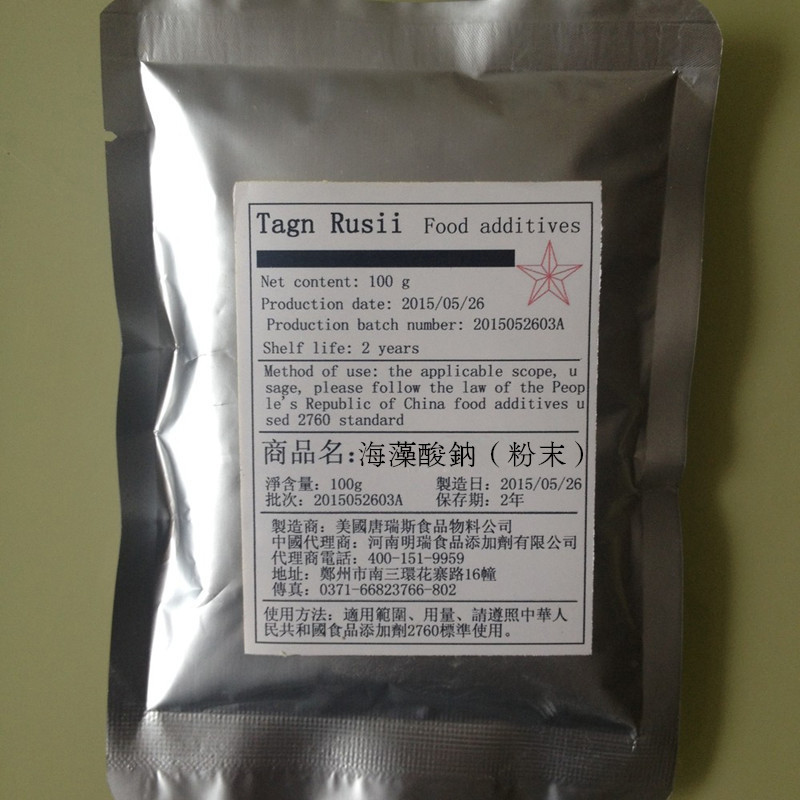 Tagn Rusii Food additives
Net content: 100 g
Production date: 2015/05/26
Production batch number: 2015052603A
Shelf life: 2 years
Method of use: the applicable scope, u
sage, please follow the law of the Peop
le's Republic of China food additives u
sed 2760 standard
商品名:海藻酸鈉（粉末）
淨含量: 100g 製造日: 2015/05/26
批次: 2015052603A 保存期: 2年
製造商: 美國唐瑞斯食品物料公司
中國代理商: 河南明瑞食品添加劑有限公司
代理商電話: 400-151-9959
地址: 鄭州市南三環花寨路16幢
傳真: 0371-66823766-802
使用方法: 適用範圍、用量、請遵照中華人
民共和國食品添加劑2760標準使用。